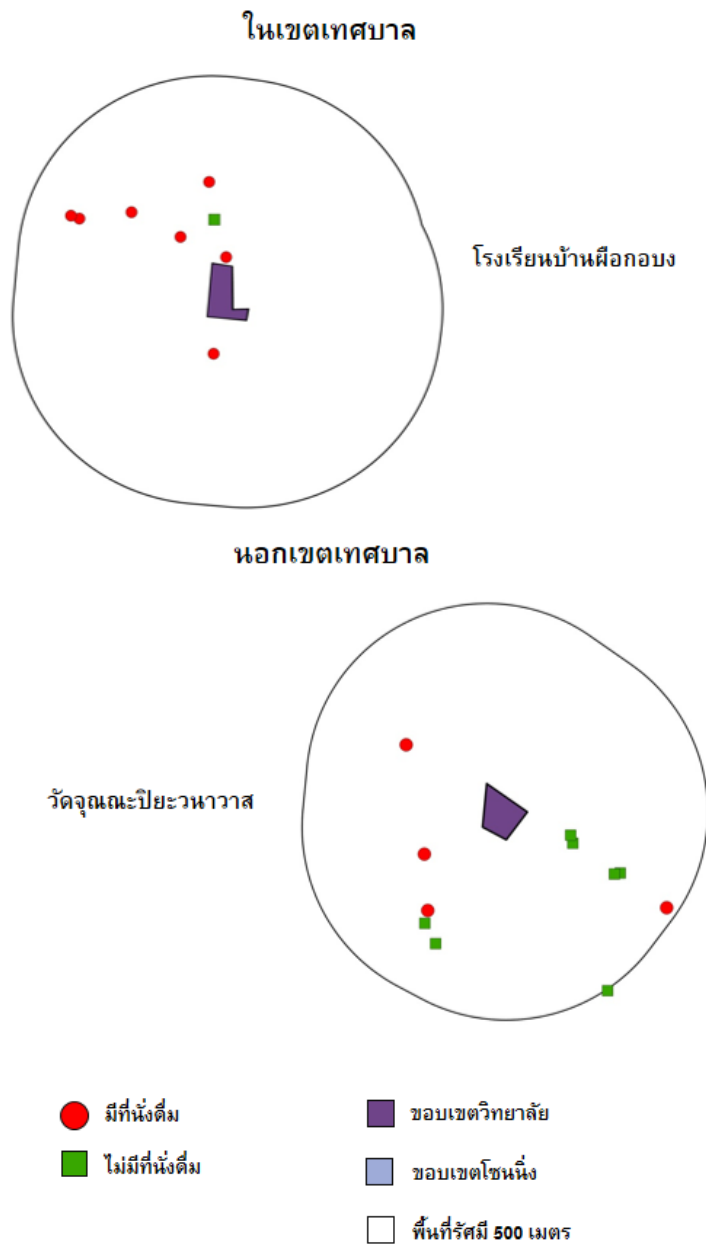 ในเขตเทศบาล
โรงเรียนบ้านผือกอบง
นอกเขตเทศบาล
วัดจุณณะปิยะวนาวาส
มีที่นั่งดื่ม
ไม่มีที่นั่งดื่ม
ขอบเขตวิทยาลัย
ขอบเขตโซนนิ่ง
พื้นที่รัศมี 500 เมตร